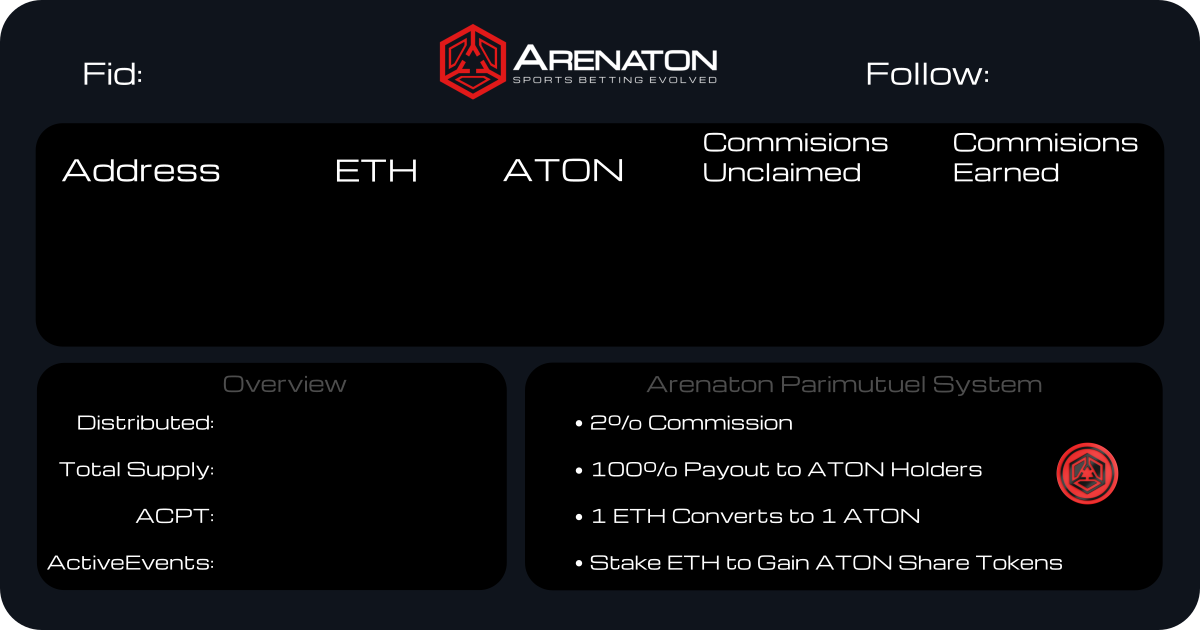 Fid:
ARENATON
SPORTS BETTING EVOLVED
Follow:
Address
ETH
ATON
Commisions
Unclaimed
Commisions
Earned
Overview
Distributed:
Total Supply:
ACPT:
ActiveEvents:
Arenaton Parimutuel System
• 2% Commission
• 100% Payout to ATON Holders
• 1 ETH Converts to 1 ATON
• Stake ETH to Gain ATON Share Tokens